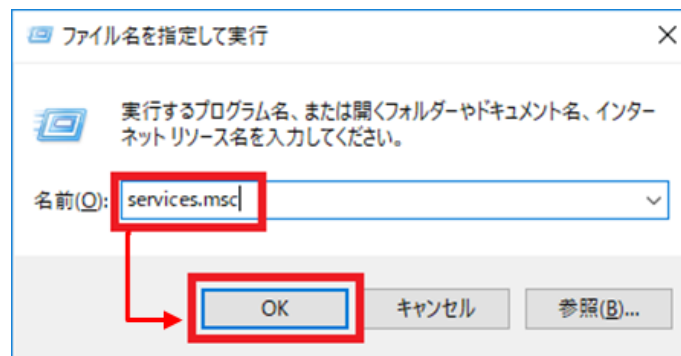 ファイル名を指定して実行
実行するプログラム名、または開くフォルダーやドキュメント名、インター
ネット リソース名を入力してください。
名前(O): services.msc
OK キャンセル 参照(B)...